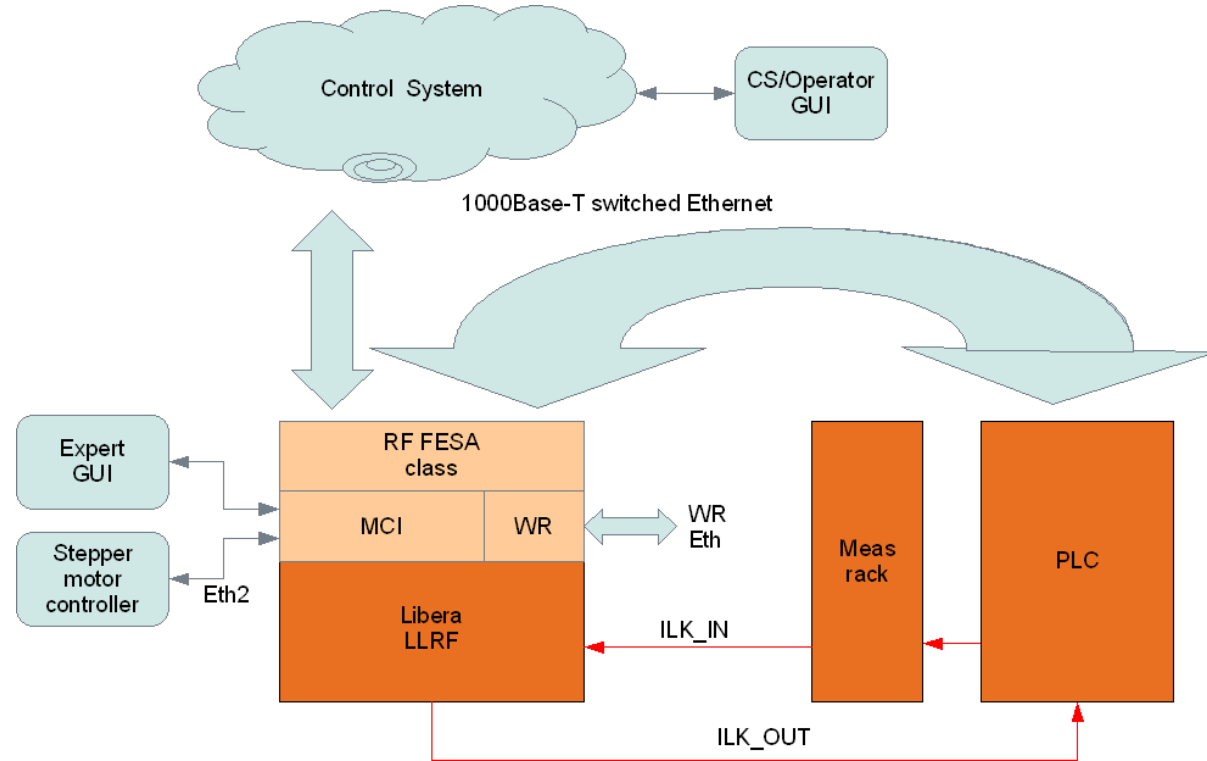 Control System
CS/Operator
GUI
1000Base-T switched Ethernet
Expert
GUI
RF FESA
class
MCI
WR
WR
Eth
Stepper
motor
controller
Eth2
Libera
LLRF
ILK_IN
Meas
rack
PLC
ILK_OUT